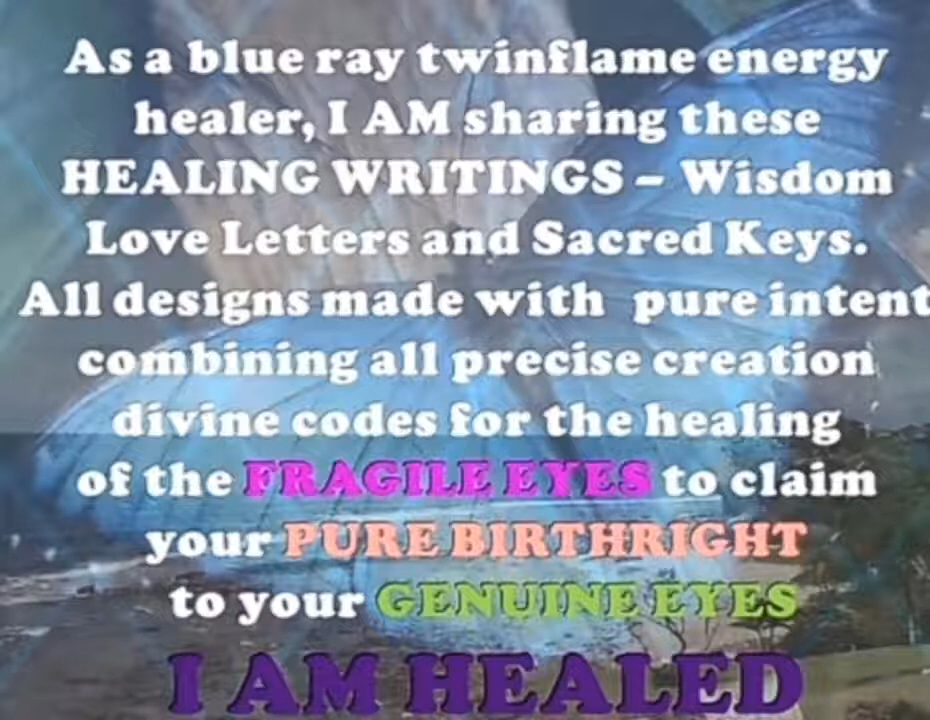 As a blue ray twinflame energy
healer, I AM sharing these
HEALING WRITINGS – Wisdom
Love Letters and Sacred Keys.
All designs made with pure intent
combining all precise creation
divine codes for the healing
of the FRAGILE EYES to claim
your PURE BIRTHRIGHT
to your GENUINE EYES
I AM HEALED